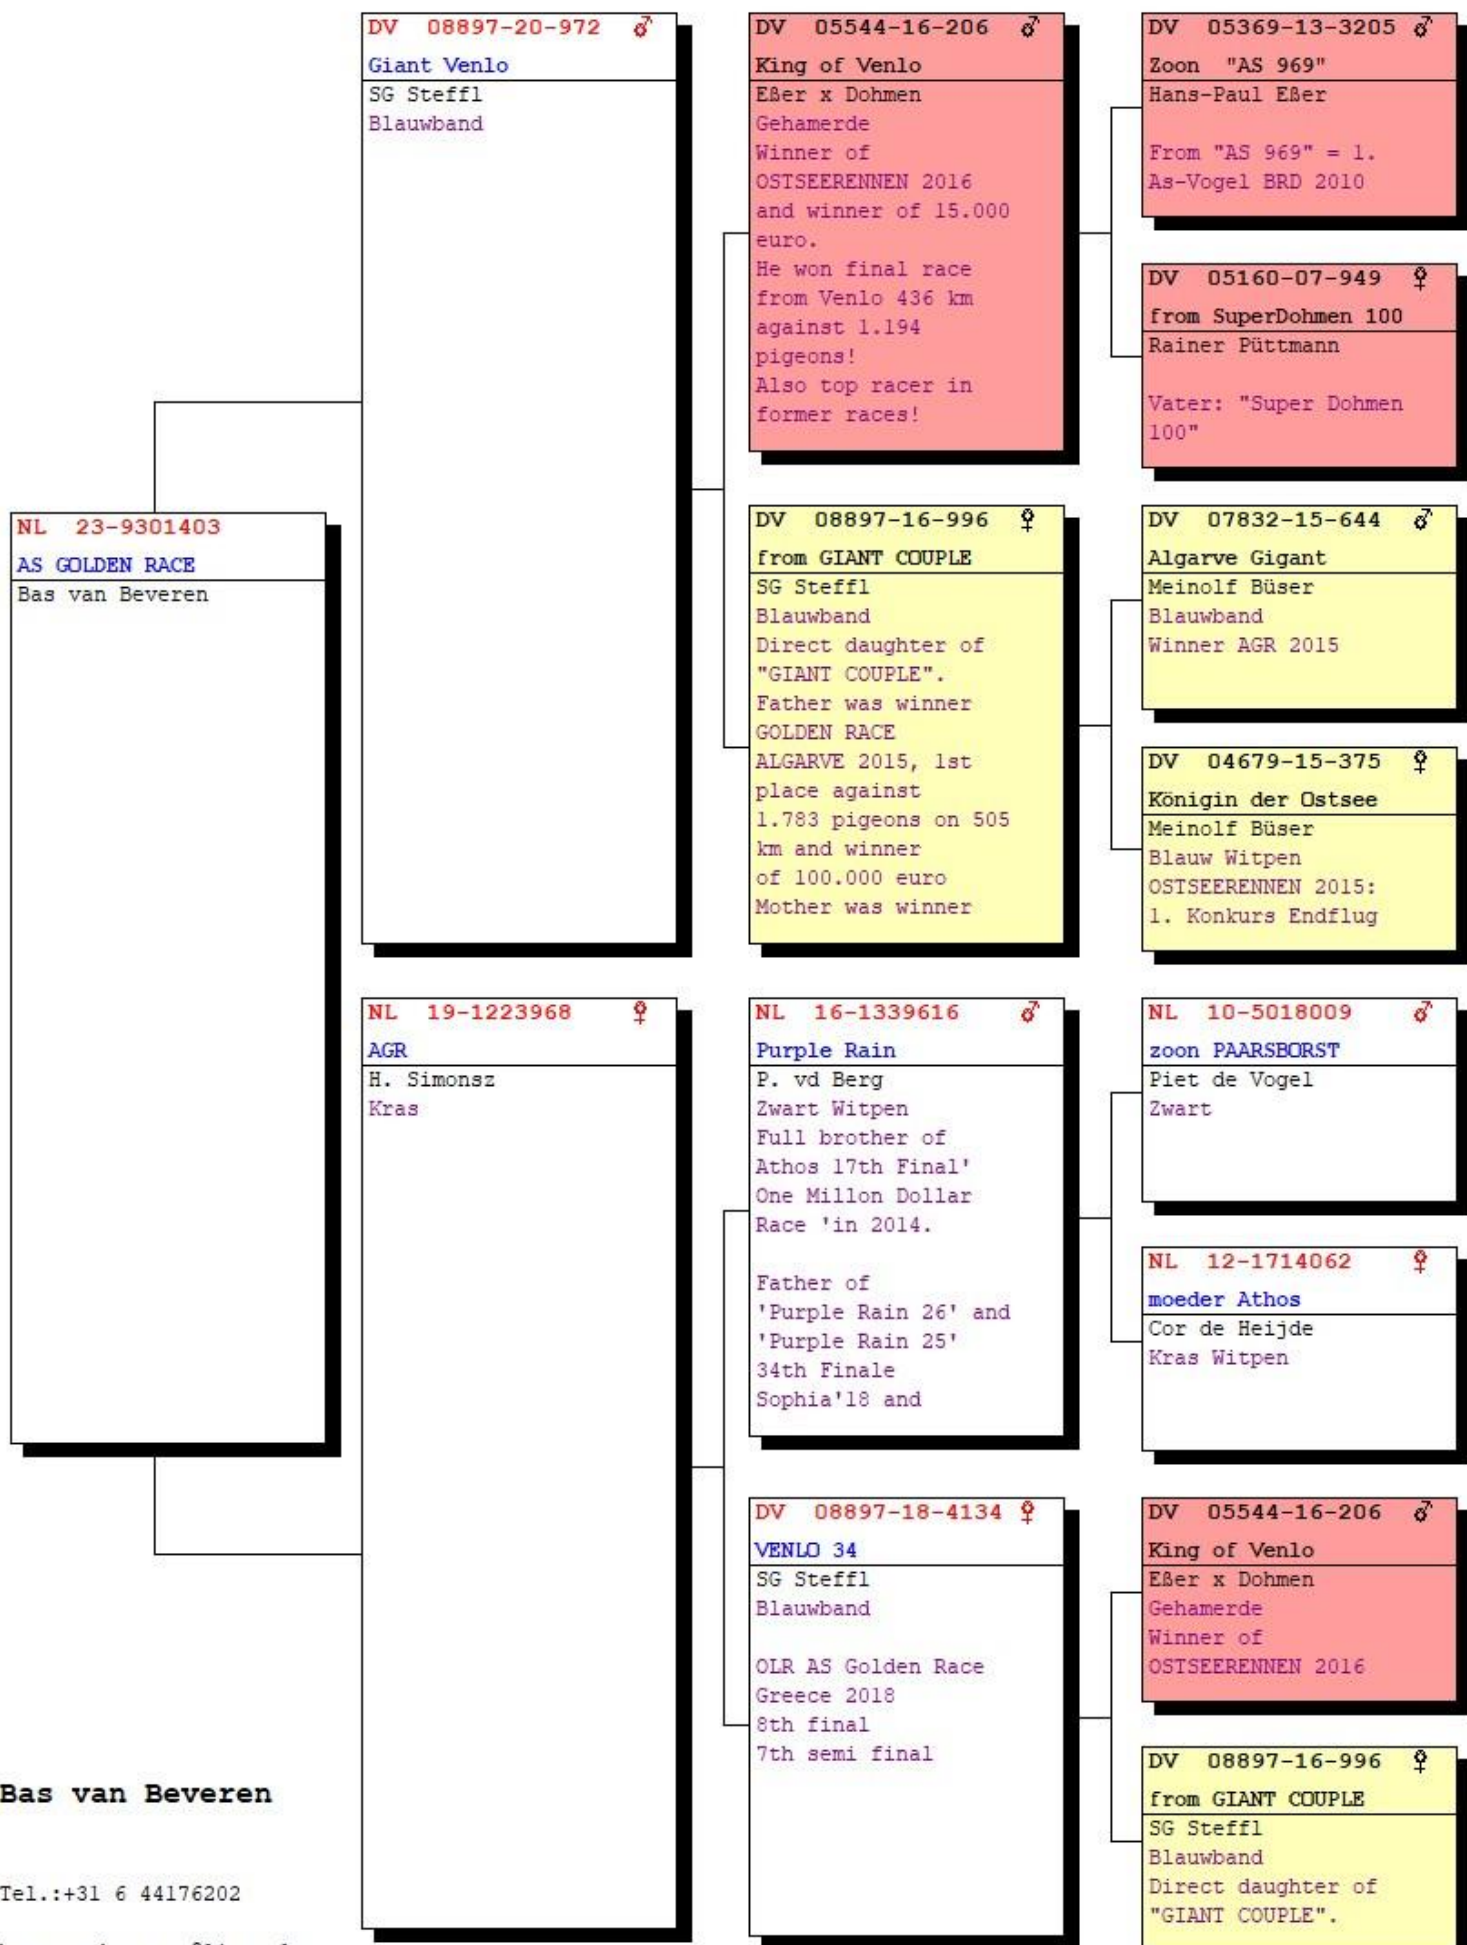 NL 23-9301403
AS GOLDEN RACE
Bas van Beveren
DV 08897-20-972 ♂
Giant Venlo
SG Steffl
Blauwband
NL 19-1223968 ♀
AGR
H. Simonsz
Kras
DV 05544-16-206 ♂
King of Venlo
Eßer x Dohmen
Gehamerde
Winner of
OSTSEERENNEN 2016
and winner of 15.000
euro.
He won final race
from Venlo 436 km
against 1.194
pigeons!
Also top racer in
former races!
DV 08897-16-996 ♀
from GIANT COUPLE
SG Steffl
Blauwband
Direct daughter of
"GIANT COUPLE".
Father was winner
GOLDEN RACE
ALGARVE 2015, 1st
place against
1.783 pigeons on 505
km and winner
of 100.000 euro
Mother was winner
NL 16-1339616 ♂
Purple Rain
P. vd Berg
Zwart Witpen
Full brother of
Athos 17th Final'
One Millon Dollar
Race 'in 2014.
Father of
'Purple Rain 26' and
'Purple Rain 25'
34th Finale
Sophia'18 and
DV 08897-18-4134 ♀
VENLO 34
SG Steffl
Blauwband
OLR AS Golden Race
Greece 2018
8th final
7th semi final
DV 05369-13-3205 ♂
Zoon "AS 969"
Hans-Paul Eßer
From "AS 969" = 1.
As-Vogel BRD 2010
DV 05160-07-949 ♀
from SuperDohmen 100
Rainer Püttmann
Vater: "Super Dohmen
100"
DV 07832-15-644 ♂
Algarve Gigant
Meinolf Büser
Blauwband
Winner AGR 2015
DV 04679-15-375 ♀
Königin der Ostsee
Meinolf Büser
Blauw Witpen
OSTSEERENNEN 2015:
1. Konkurs Endflug
NL 10-5018009 ♂
zoon PAARSBORST
Piet de Vogel
Zwart
NL 12-1714062 ♀
moeder Athos
Cor de Heijde
Kras Witpen
DV 05544-16-206 ♂
King of Venlo
Eßer x Dohmen
Gehamerde
Winner of
OSTSEERENNEN 2016
DV 08897-16-996 ♀
from GIANT COUPLE
SG Steffl
Blauwband
Direct daughter of
"GIANT COUPLE".
Bas van Beveren
Tel.:+31 6 44176202